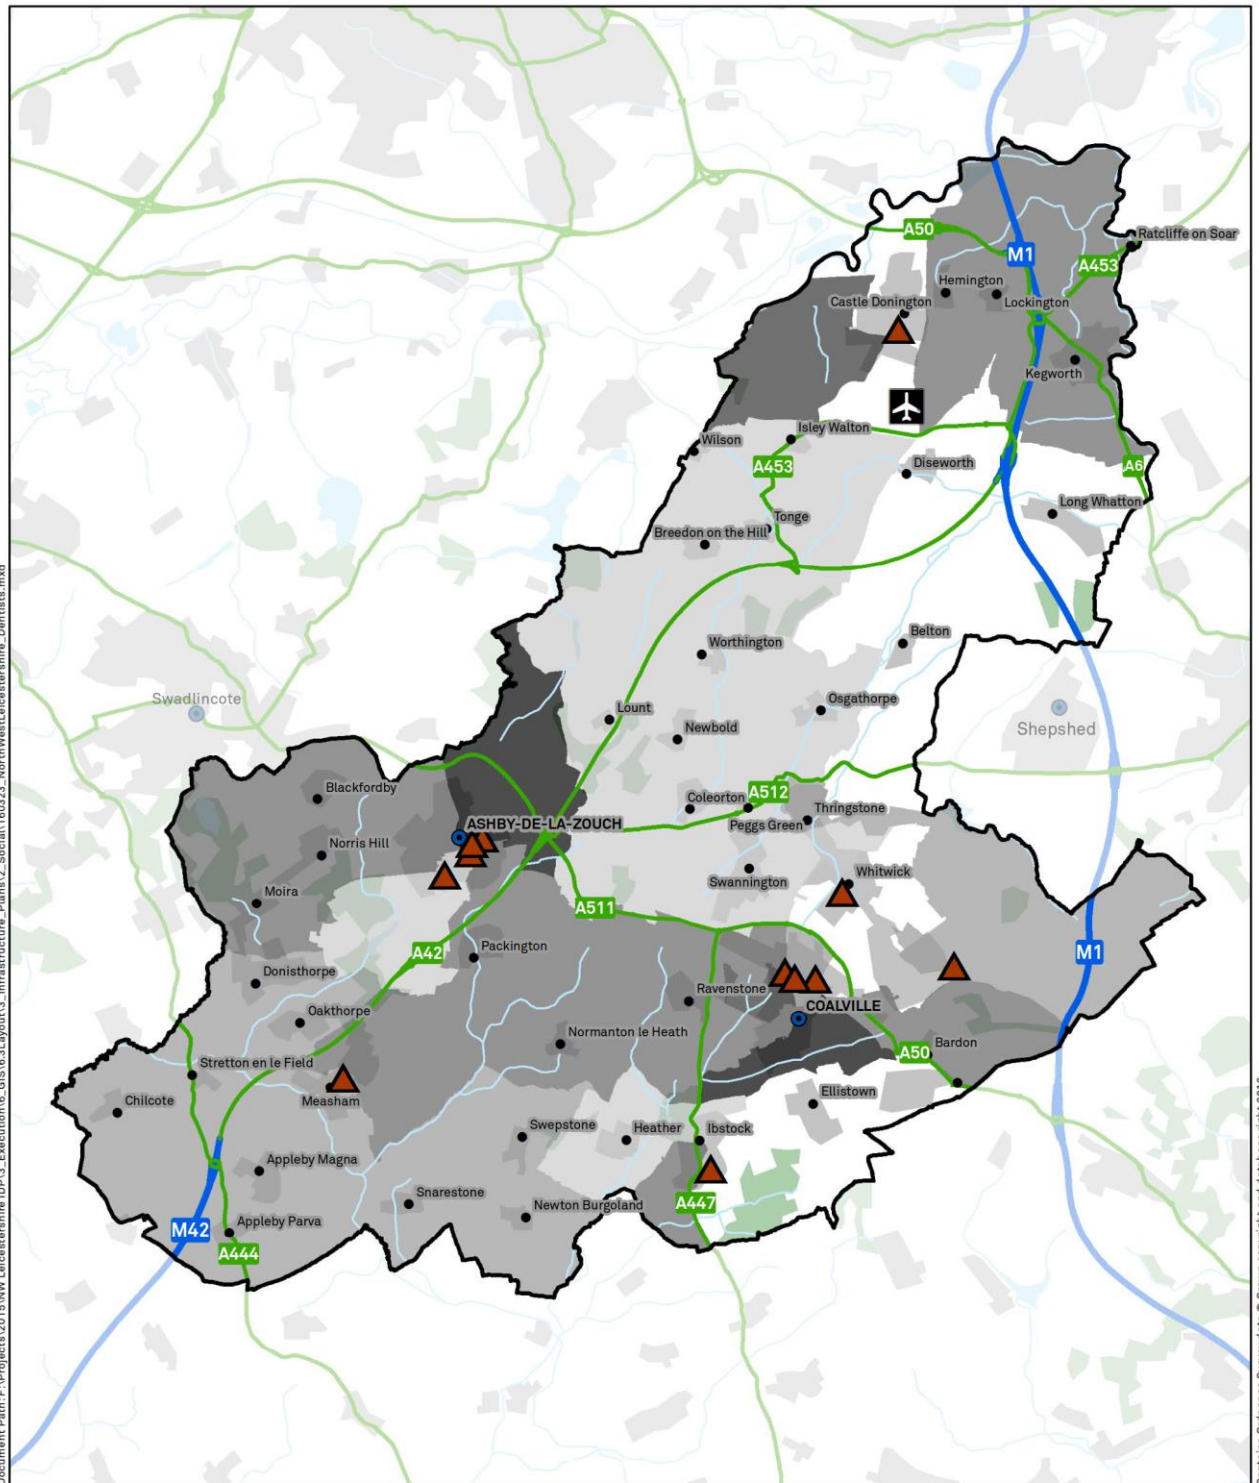 A50
M1
Ratcliffe on Soar
A453
Hemington
Castle Donington
Lockington
Kegworth
Isley Walton
Wilson
A453
Diseworth
A6
Long Whatton
Tonge
Breedon on the Hill
Belton
Worthington
Swadlincote
Osgathorpe
Lount
Shepshed
Newbold
Blackfordby
Coleorton
A512
Thringstone
ASHBY-DE-LA-ZOUCH
Peggs Green
Norris Hill
Swannington
Whitwick
Moira
A511
A42
Packington
M1
Donisthorpe
Ravenstone
COALVILLE
Oakthorpe
Normanton le Heath
A50
Bardon
Stretton en le Field
Measham
Ellistown
Chilcote
Swepstone
Heather
Ibstock
Appleby Magna
Snarestone
Newton Burgoland
A447
Appleby Parva
M42
A444